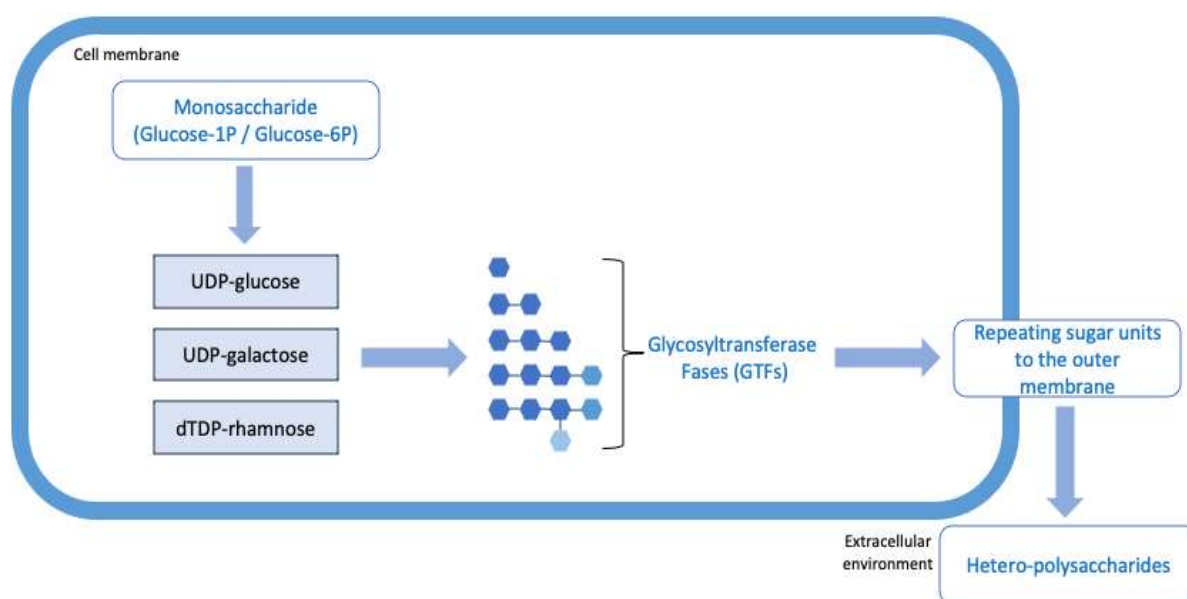 Cell membrane
Monosaccharide
(Glucose-1P / Glucose-6P)
UDP-glucose
UDP-galactose
dTDP-rhamnose
Glycosyltransferase
Fases (GTFs)
Repeating sugar units
to the outer
membrane
Extracellular
environment
Hetero-polysaccharides